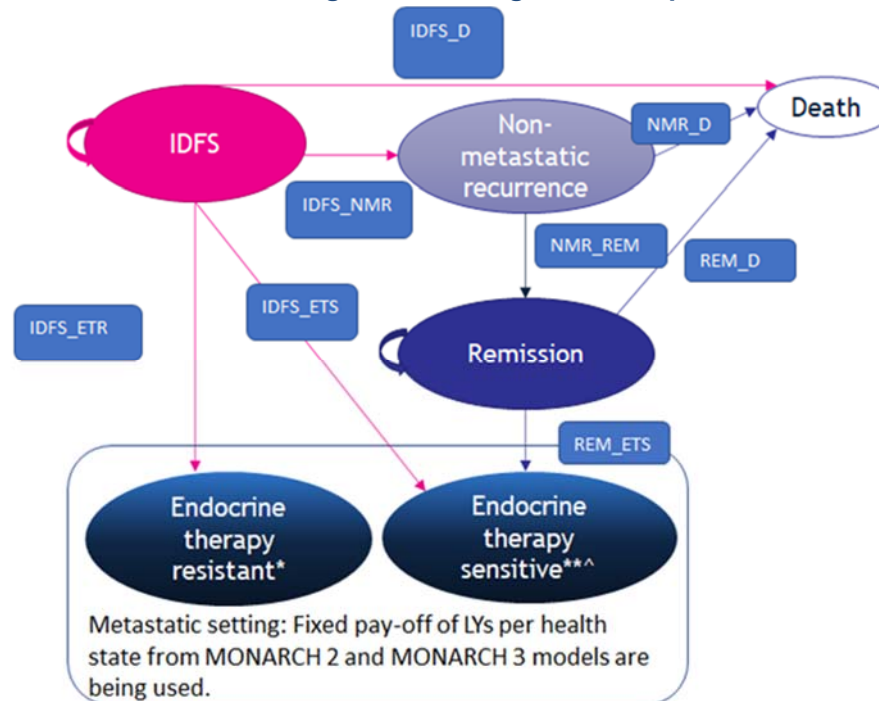 IDFS_D
Death
IDFS
Non-
metastatic
recurrence
NMR_D
IDFS_NMR
NMR_REM
REM_D
IDFS_ETS
IDFS_ETR
Remission
REM_ETS
Endocrine
therapy
resistant*
Endocrine
therapy
sensitive**^
Metastatic setting: Fixed pay-off of LYs per health
state from MONARCH 2 and MONARCH 3 models are
being used.